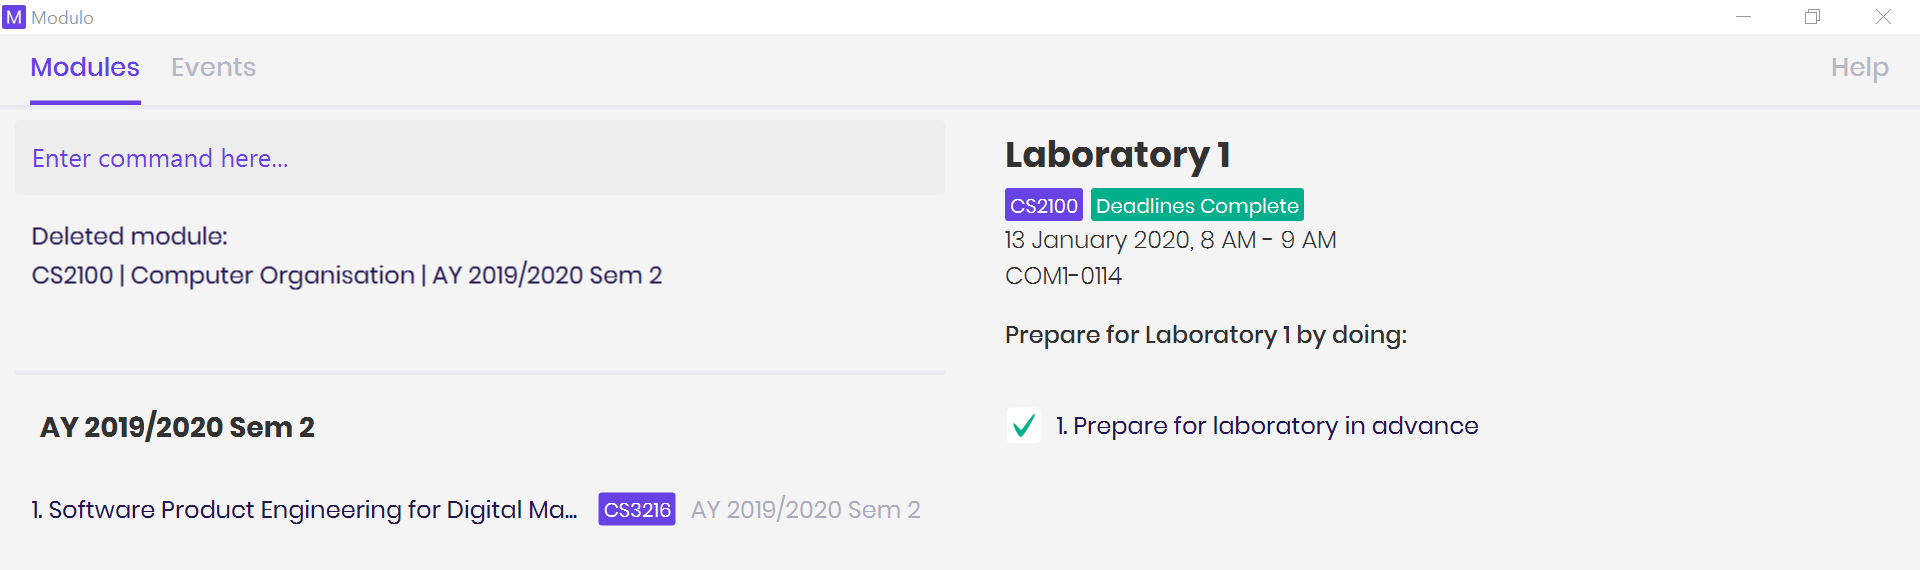 M Modulo
Modules Events Help
Enter command here...
Deleted module:
CS2100 | Computer Organisation | AY 2019/2020 Sem 2
AY 2019/2020 Sem 2
1. Software Product Engineering for Digital Ma... CS3216 AY 2019/2020 Sem 2
Laboratory 1
CS2100 Deadlines Complete
13 January 2020, 8 AM - 9 AM
COM1-0114
Prepare for Laboratory 1 by doing:
1. Prepare for laboratory in advance